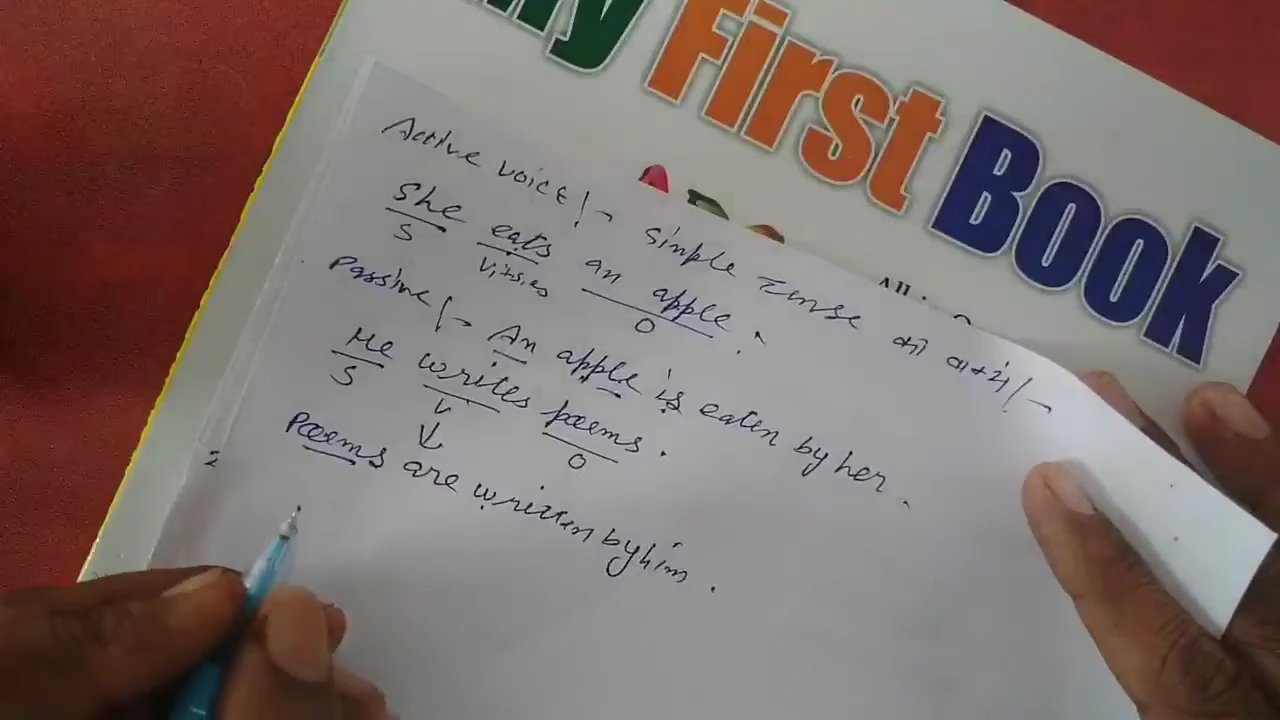 My First Book
All i
Active voice !- Simple Tense की
She eats an apple.
S V1+s,es O
Passive !- An apple is eaten by her.
He writes poems.
S V O
Poems are written by him.